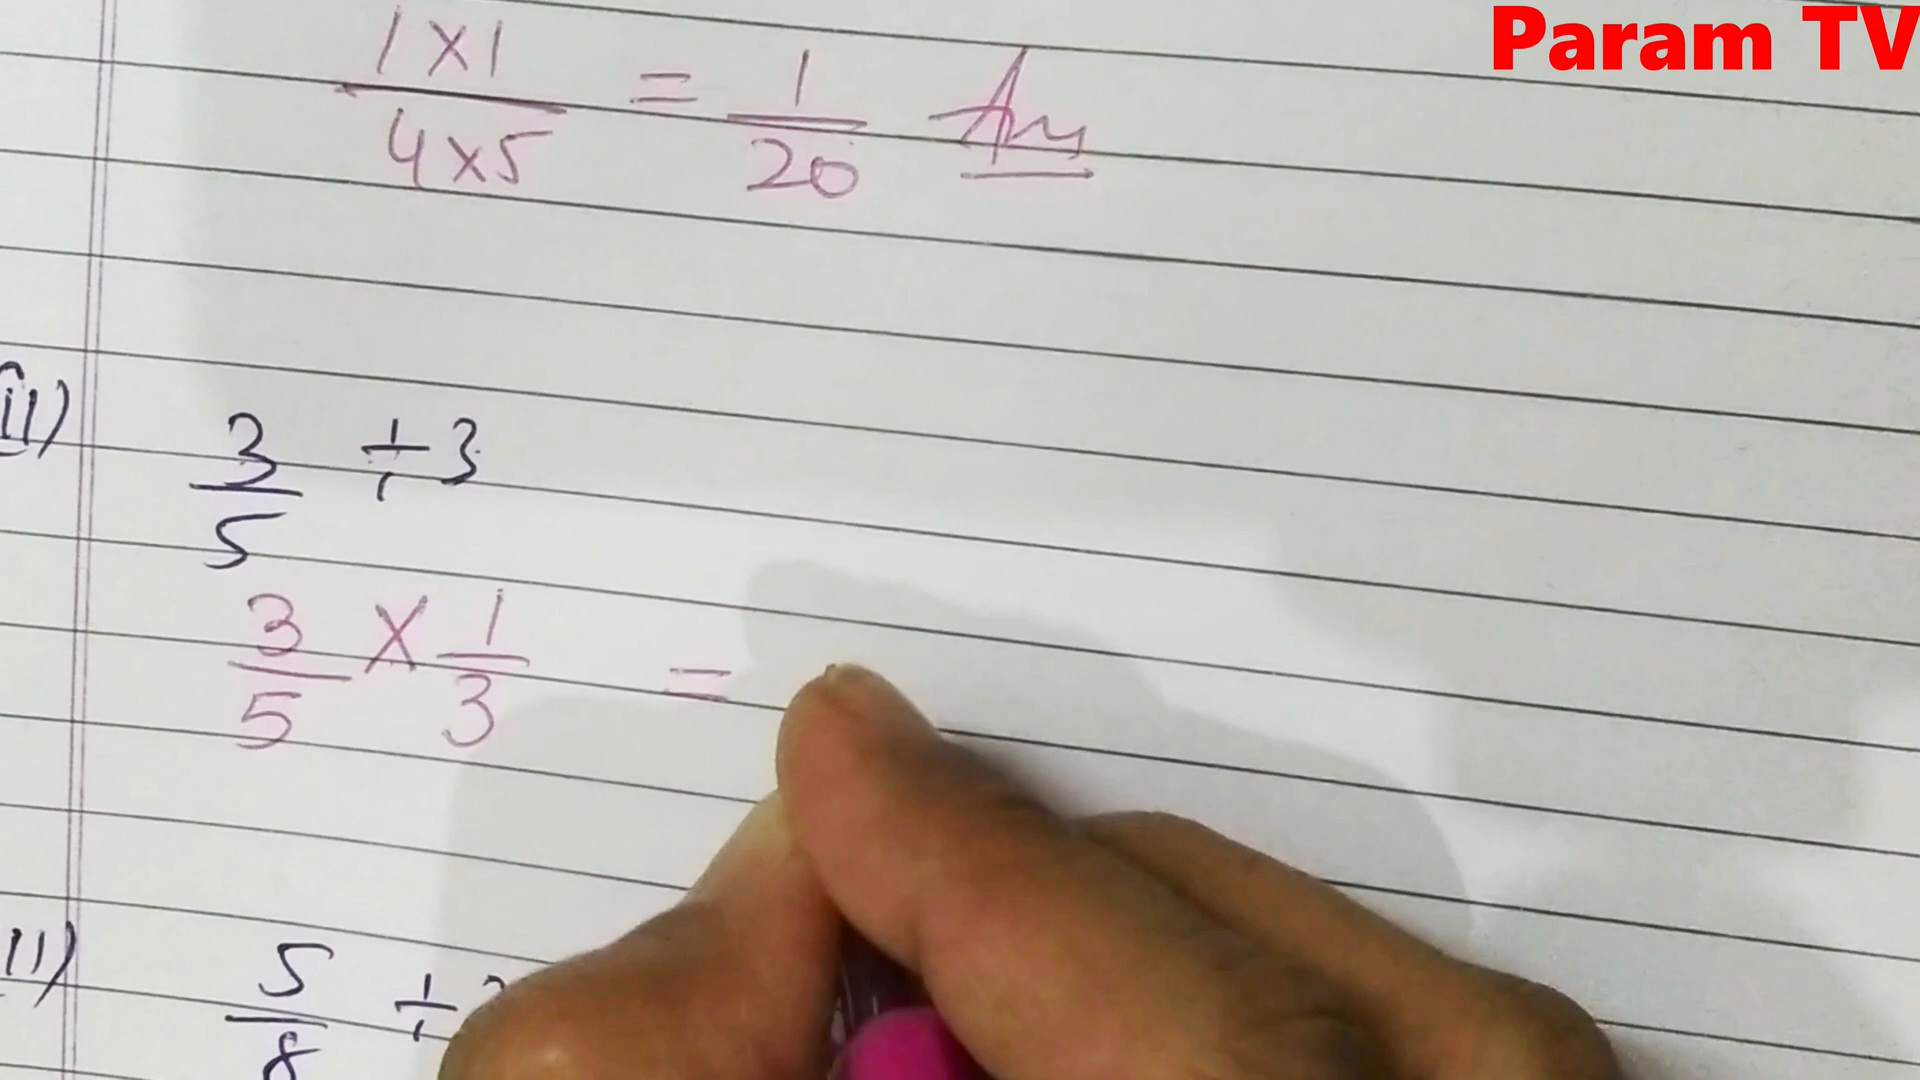 Param TV
1×1/4×5 = 1/20 Ans
(ii) 3/5 ÷ 3
3/5 × 1/3 =
5/8 ÷